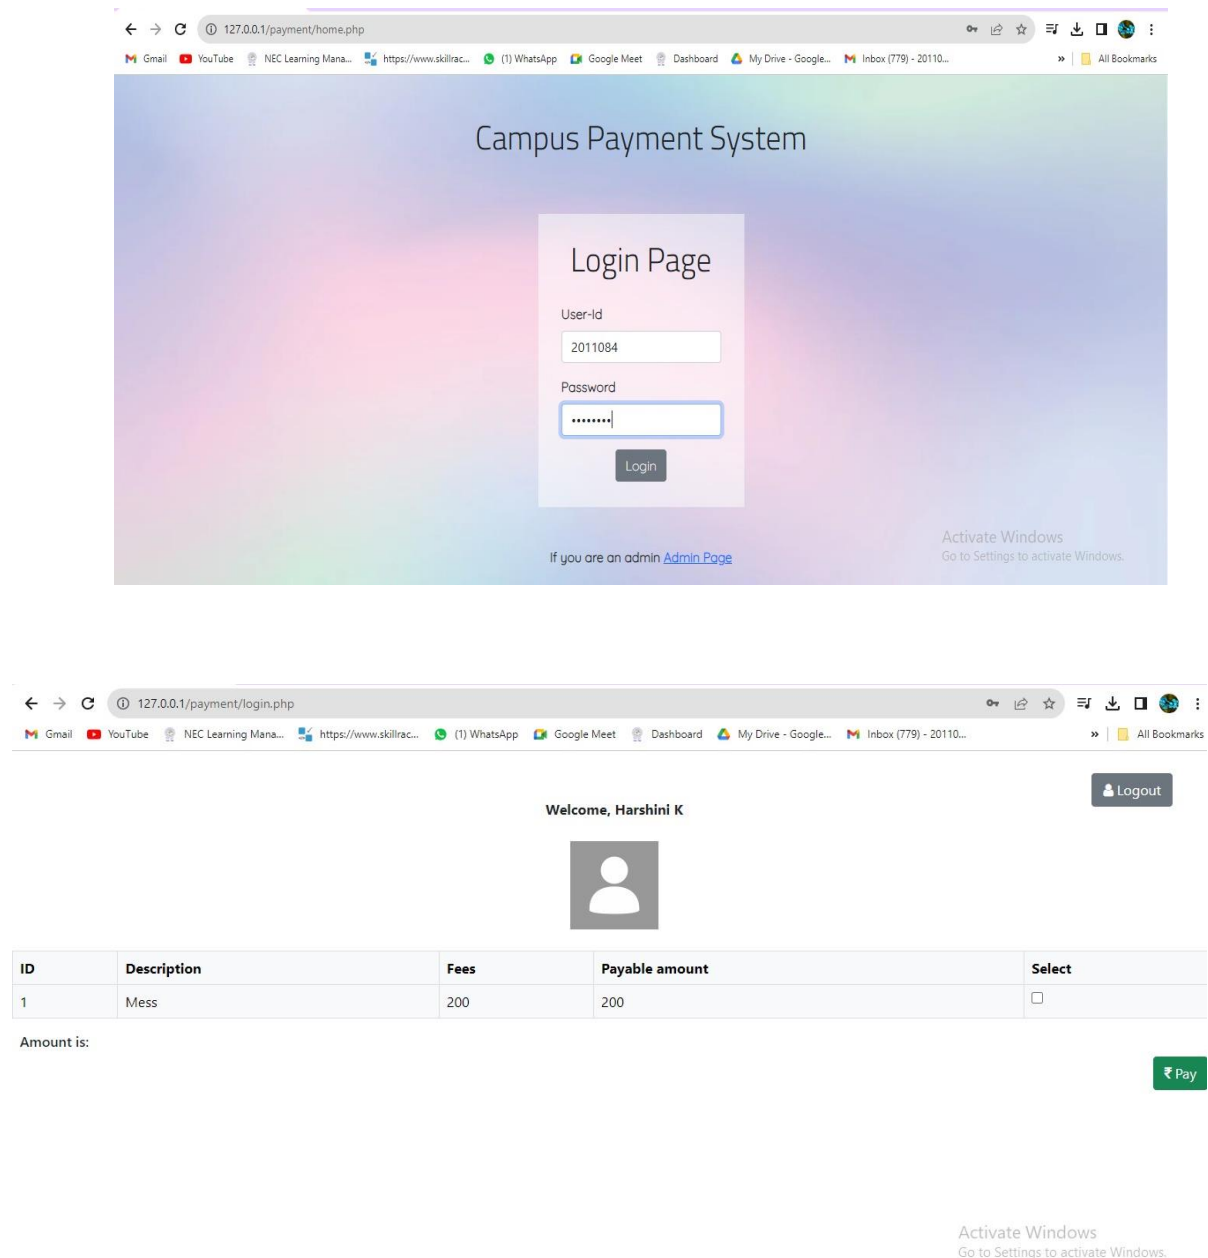 127.0.0.1/payment/home.php
Gmail YouTube NEC Learning Mana... https://www.skillrac... (1) WhatsApp Google Meet Dashboard My Drive - Google... Inbox (779) - 20110... » All Bookmarks
Campus Payment System
Login Page
User-Id
2011084
Password
••••••••
Login
If you are an admin Admin Page
Activate Windows
Go to Settings to activate Windows.
127.0.0.1/payment/login.php
Gmail YouTube NEC Learning Mana... https://www.skillrac... (1) WhatsApp Google Meet Dashboard My Drive - Google... Inbox (779) - 20110... » All Bookmarks
Logout
Welcome, Harshini K
ID Description Fees Payable amount Select
1 Mess 200 200
Amount is:
₹ Pay
Activate Windows
Go to Settings to activate Windows.